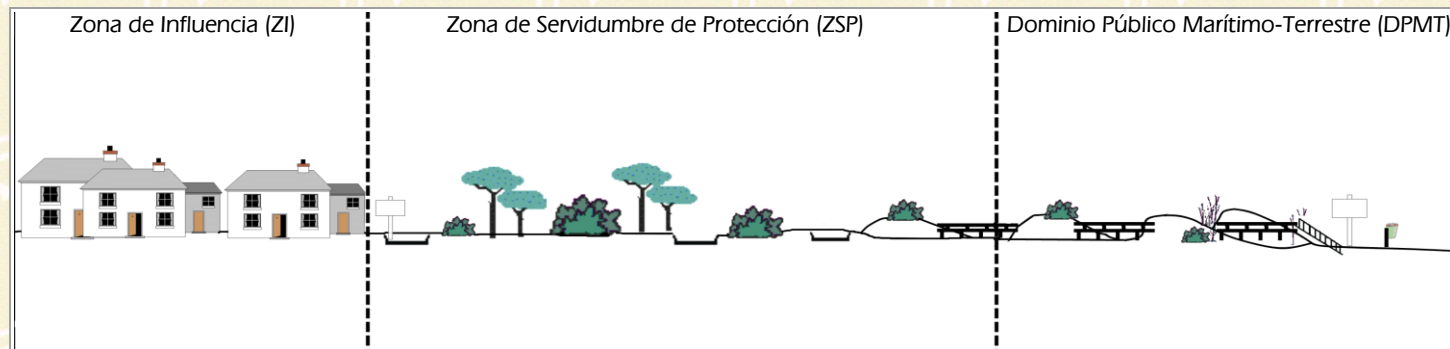 Zona de Influencia (ZI)
Zona de Servidumbre de Protección (ZSP)
Dominio Público Marítimo-Terrestre (DPMT)